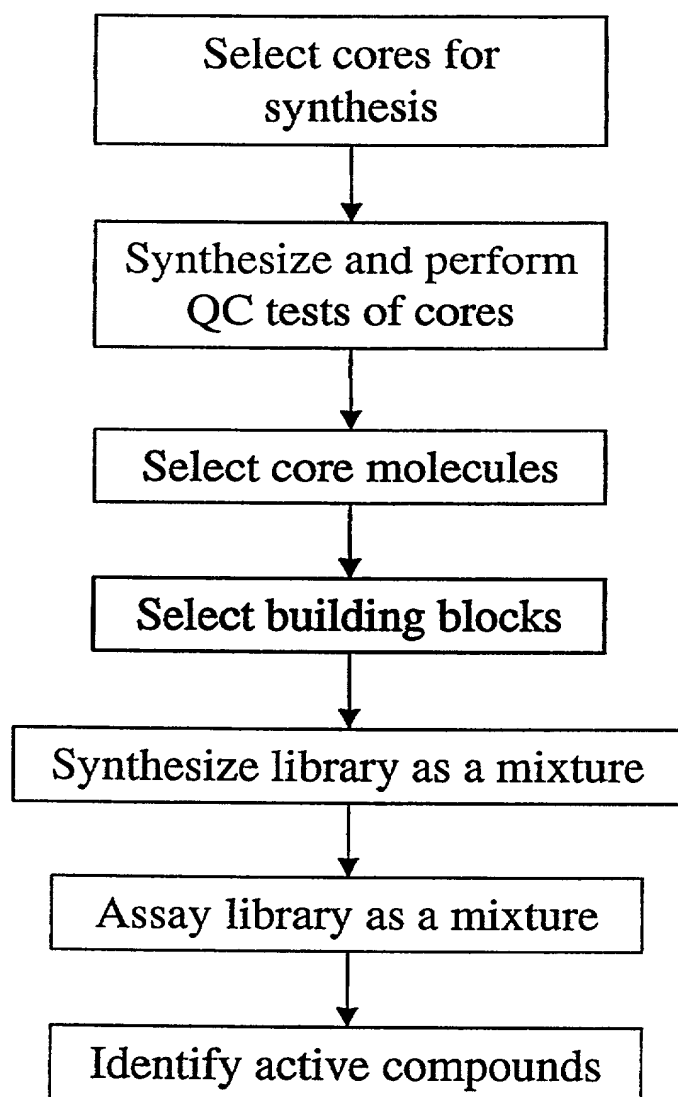 Select cores for
synthesis
Synthesize and perform
QC tests of cores
Select core molecules
Select building blocks
Synthesize library as a mixture
Assay library as a mixture
Identify active compounds